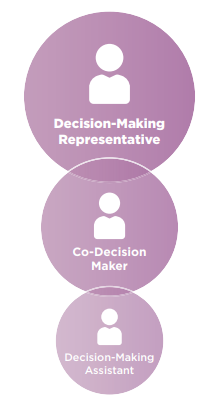 Decision-Making
Representative
Co-Decision
Maker
Decision-Making
Assistant